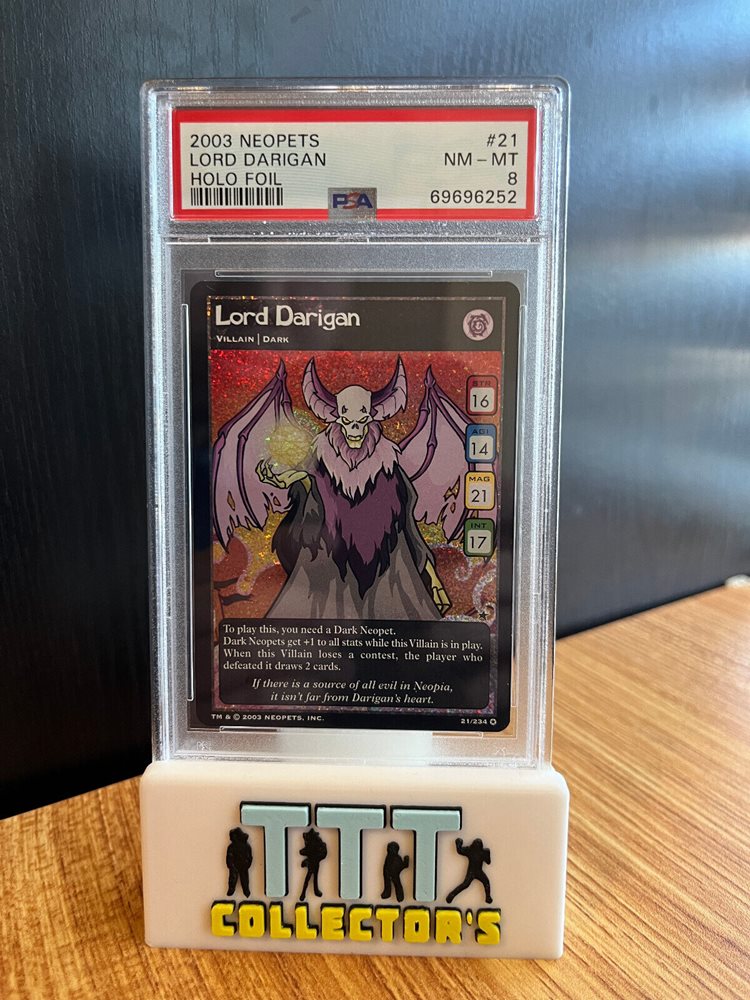 2003 NEOPETS #21
LORD DARIGAN NM - MT
HOLO FOIL 8
PSA 69696252
Lord Darigan
VILLAIN | DARK
STR
16
AGI
14
MAG
21
INT
17
To play this, you need a Dark Neopet.
Dark Neopets get +1 to all stats while this Villain is in play.
When this Villain loses a contest, the player who
defeated it draws 2 cards.
If there is a source of all evil in Neopia,
it isn't far from Darigan's heart.
TM & © 2003 NEOPETS, INC. 21/234
TTT
COLLECTOR'S